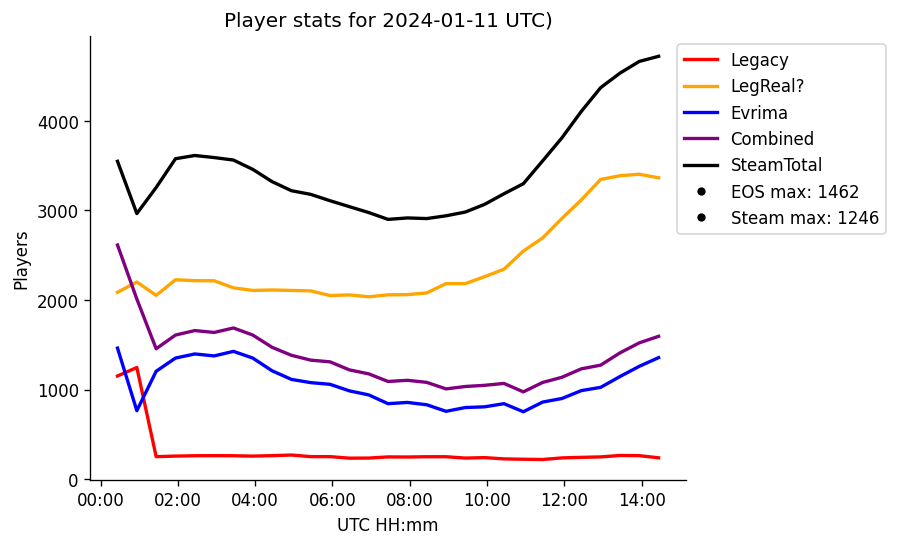 Player stats for 2024-01-11 UTC)
Legacy
LegReal?
Evrima
Combined
SteamTotal
EOS max: 1462
Steam max: 1246
Players
4000
3000
2000
1000
0
00:00 02:00 04:00 06:00 08:00 10:00 12:00 14:00
UTC HH:mm